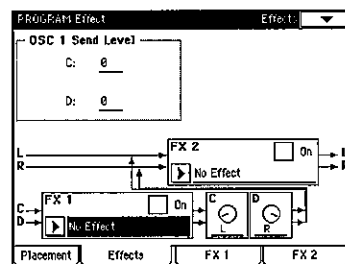 PROGRAM Effect Effect:
OSC 1 Send Level
C: 0
D: 0
L
R
FX 2
On
No Effect
L
R
FX 1
On
No Effect
C
D
C
L
D
R
Placement Effects FX 1 FX 2